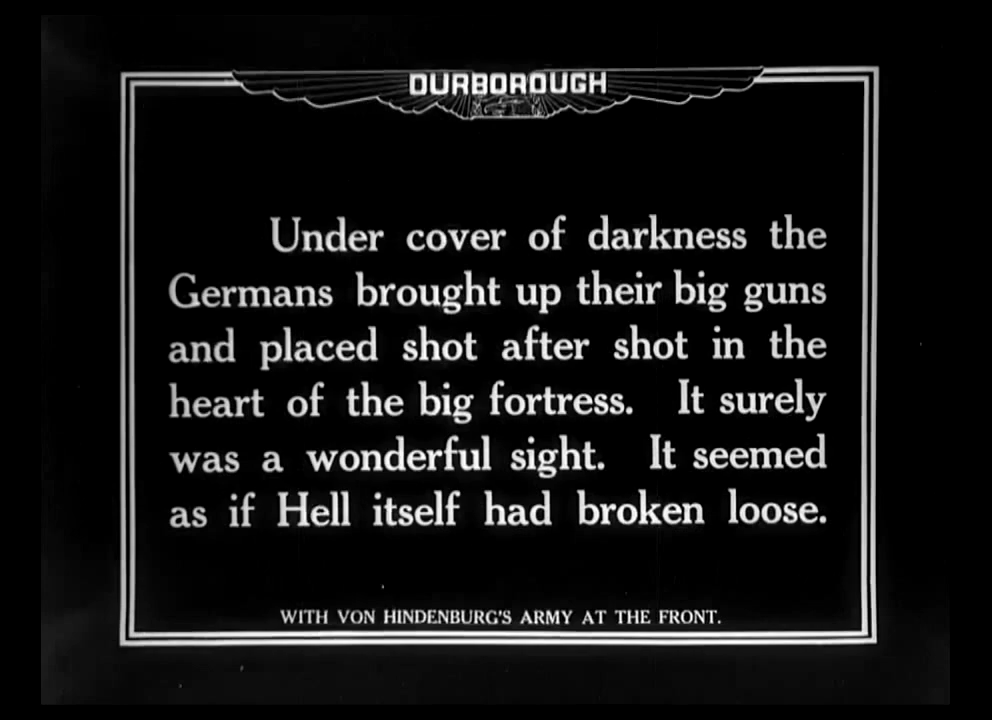 DURBOROUGH
Under cover of darkness the
Germans brought up their big guns
and placed shot after shot in the
heart of the big fortress. It surely
was a wonderful sight. It seemed
as if Hell itself had broken loose.
WITH VON HINDENBURG'S ARMY AT THE FRONT.